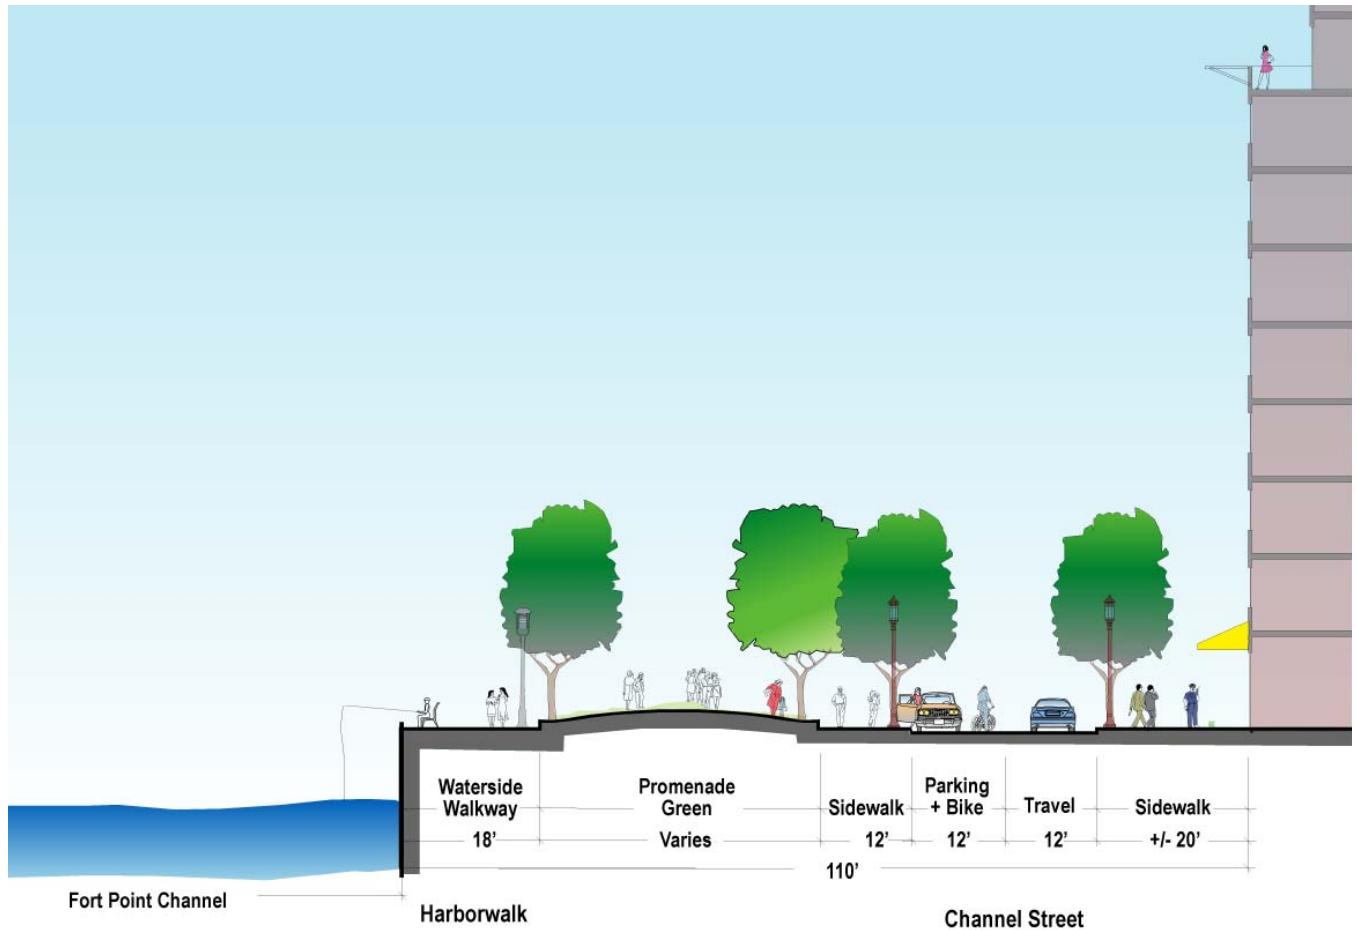 Waterside
Walkway
Promenade
Green
Sidewalk
Parking
+ Bike
Travel
Sidewalk
18’
Varies
12’
12’
12’
+/- 20’
110’
Fort Point Channel
Harborwalk
Channel Street